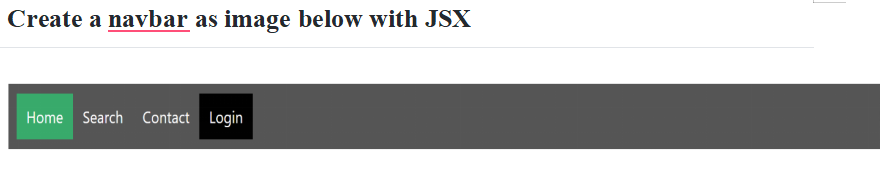 Create a navbar as image below with JSX
Home Search Contact Login